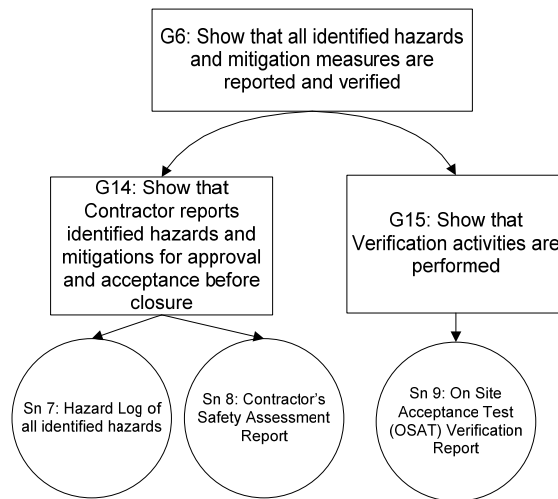 G6: Show that all identified hazards
and mitigation measures are
reported and verified
G14: Show that
Contractor reports
identified hazards and
mitigations for approval
and acceptance before
closure
G15: Show that
Verification activities are
performed
Sn 7: Hazard Log of
all identified hazards
Sn 8: Contractor's
Safety Assessment
Report
Sn 9: On Site
Acceptance Test
(OSAT) Verification
Report